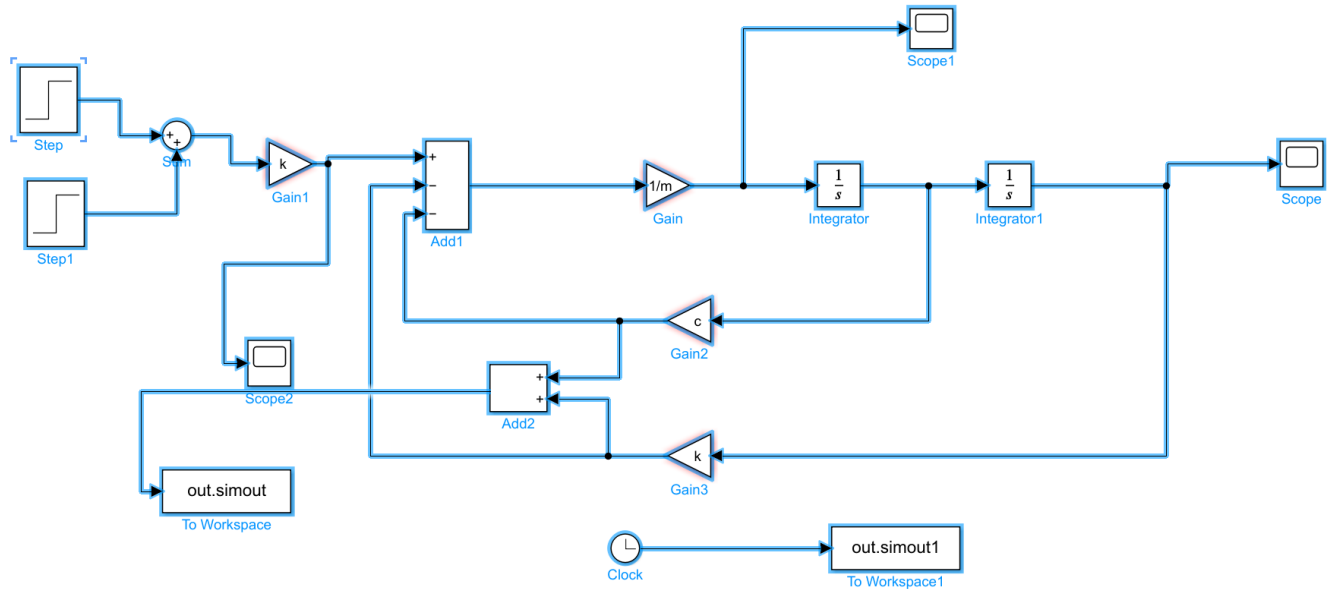 Scope1
Step
+
+
Sum
k
Gain1
Step1
+
−
−
Add1
1/m
Gain
1
s
Integrator
1
s
Integrator1
Scope
c
Gain2
Scope2
+
+
Add2
k
Gain3
out.simout
To Workspace
Clock
out.simout1
To Workspace1